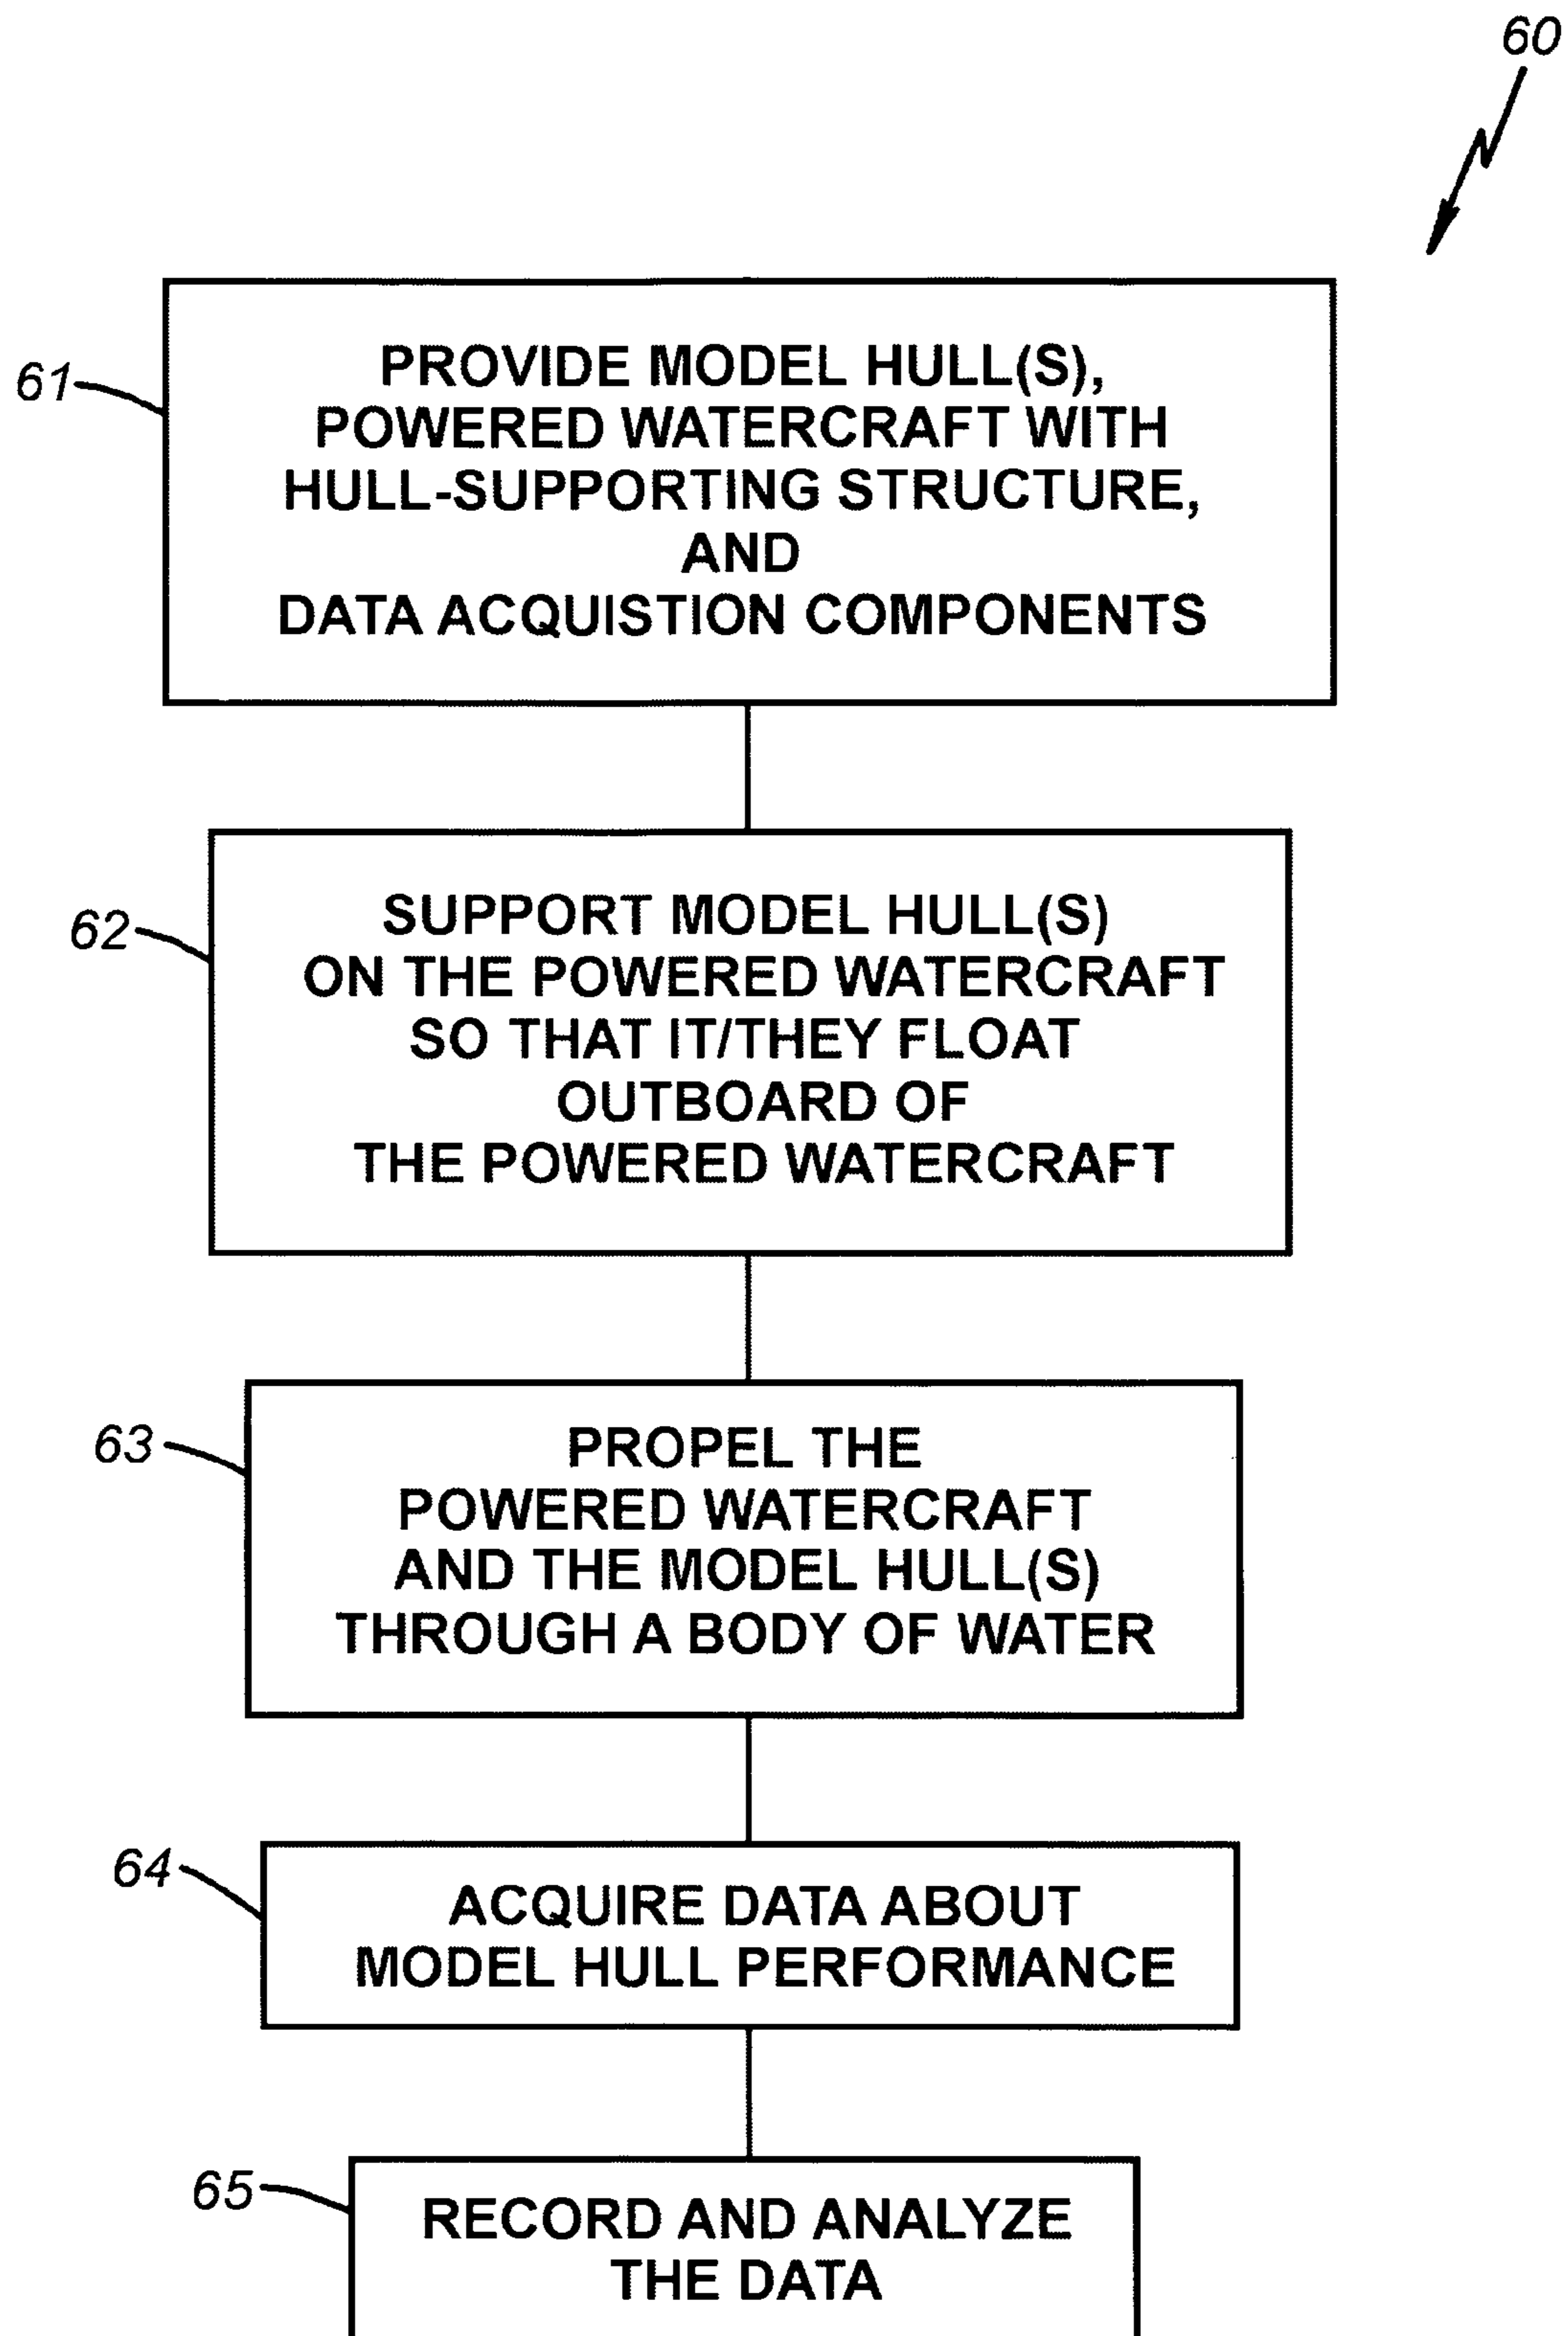 60
61
PROVIDE MODEL HULL(S),
POWERED WATERCRAFT WITH
HULL-SUPPORTING STRUCTURE,
AND
DATA ACQUISTION COMPONENTS
62
SUPPORT MODEL HULL(S)
ON THE POWERED WATERCRAFT
SO THAT IT/THEY FLOAT
OUTBOARD OF
THE POWERED WATERCRAFT
63
PROPEL THE
POWERED WATERCRAFT
AND THE MODEL HULL(S)
THROUGH A BODY OF WATER
64
ACQUIRE DATA ABOUT
MODEL HULL PERFORMANCE
65
RECORD AND ANALYZE
THE DATA